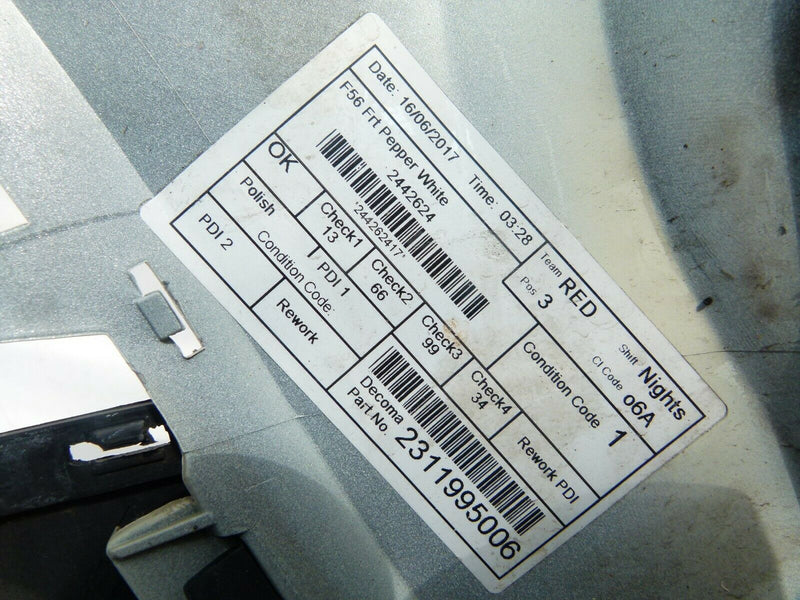 Date: 16/06/2017 Time: 03:28 Team RED Shift Nights
F56 Frt Pepper White Pos 3 CI Code 06A
2442624
*244262417*
Condition Code 1
OK Check1 13 Check2 66 Check3 99 Check4 34 Rework PDI
Polish PDI 1
Condition Code:
PDI 2 Rework
Decoma
Part No. 2311995006